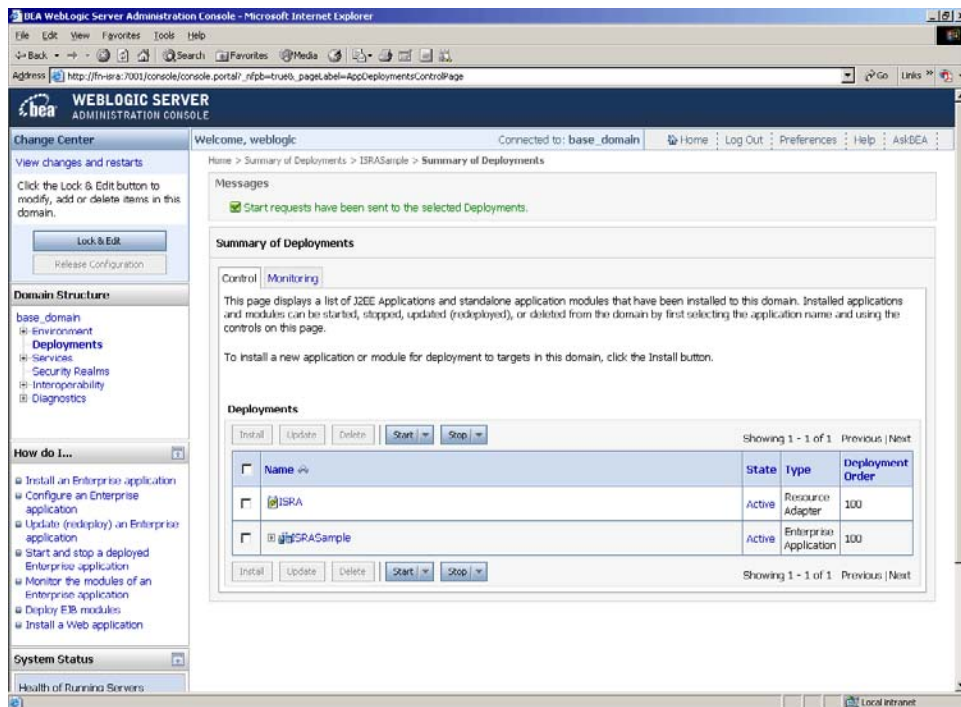 BEA WebLogic Server Administration Console - Microsoft Internet Explorer
File Edit View Favorites Tools Help
Back Search Favorites Media
Address http://fn-isra:7001/console/console.portal?_nfpb=true&_pageLabel=AppDeploymentsControlPage Go Links »
bea WEBLOGIC SERVER
ADMINISTRATION CONSOLE
Change Center
View changes and restarts
Click the Lock & Edit button to
modify, add or delete items in this
domain.
Lock & Edit
Release Configuration
Domain Structure
base_domain
Environment
Deployments
Services
Security Realms
Interoperability
Diagnostics
How do I...
Install an Enterprise application
Configure an Enterprise
application
Update (redeploy) an Enterprise
application
Start and stop a deployed
Enterprise application
Monitor the modules of an
Enterprise application
Deploy EJB modules
Install a Web application
System Status
Health of Running Servers
Welcome, weblogic Connected to: base_domain Home Log Out Preferences Help AskBEA
Home > Summary of Deployments > ISRASample > Summary of Deployments
Messages
Start requests have been sent to the selected Deployments.
Summary of Deployments
Control Monitoring
This page displays a list of J2EE Applications and standalone application modules that have been installed to this domain. Installed applications
and modules can be started, stopped, updated (redeployed), or deleted from the domain by first selecting the application name and using the
controls on this page.
To install a new application or module for deployment to targets in this domain, click the Install button.
Deployments
Install Update Delete Start Stop Showing 1 - 1 of 1 Previous | Next
Name State Type Deployment
Order
ISRA Active Resource
Adapter 100
ISRASample Active Enterprise
Application 100
Install Update Delete Start Stop Showing 1 - 1 of 1 Previous | Next
Local intranet